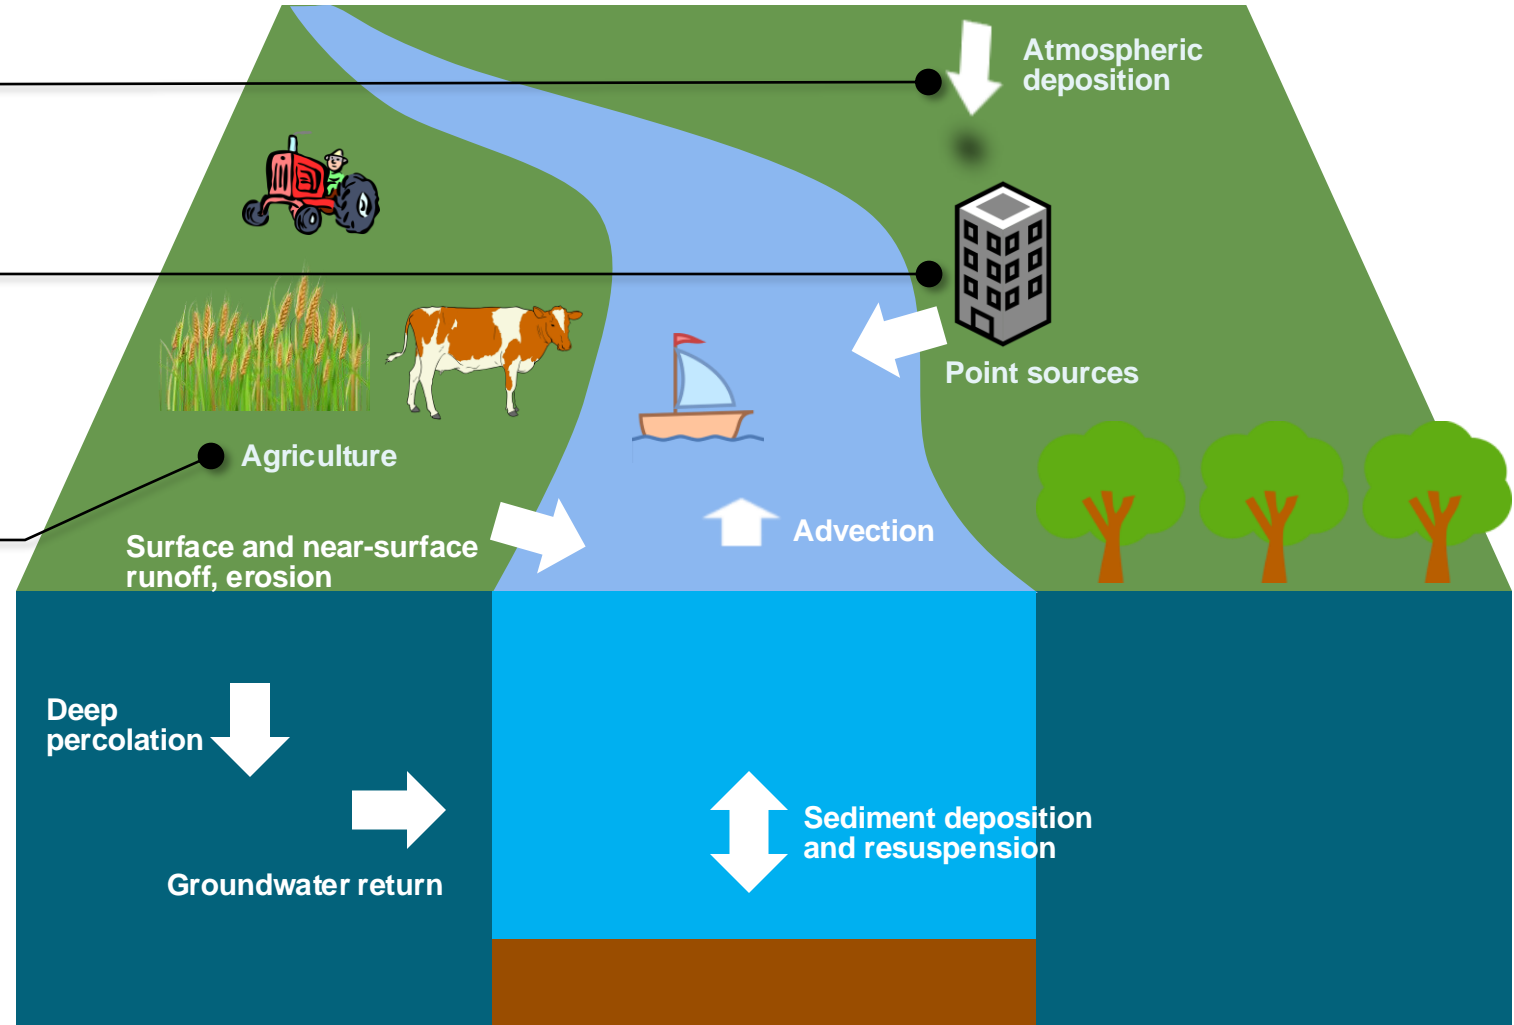 Atmospheric
deposition
Point sources
Agriculture
Surface and near-surface
runoff, erosion
Advection
Deep
percolation
Sediment deposition
and resuspension
Groundwater return